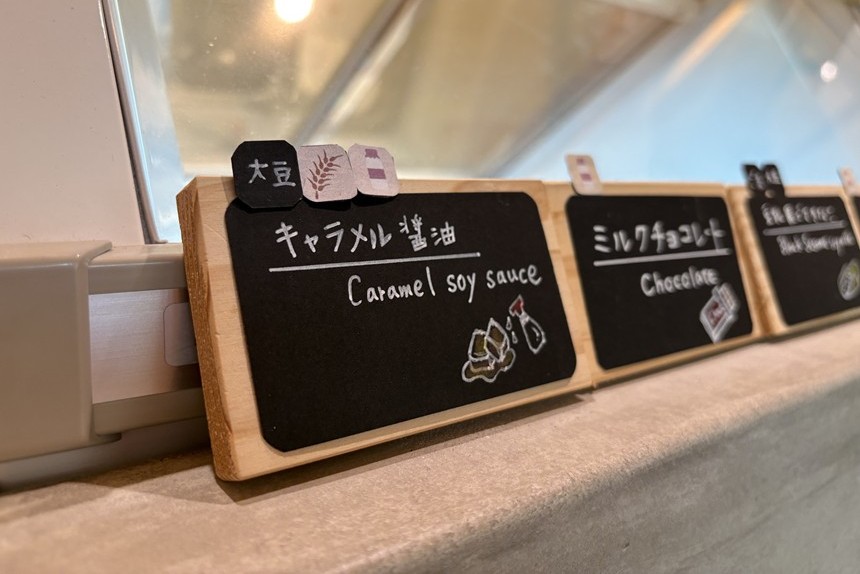 大豆
キャラメル醤油
Caramel soy sauce
ミルクチョコレート
Chocolate